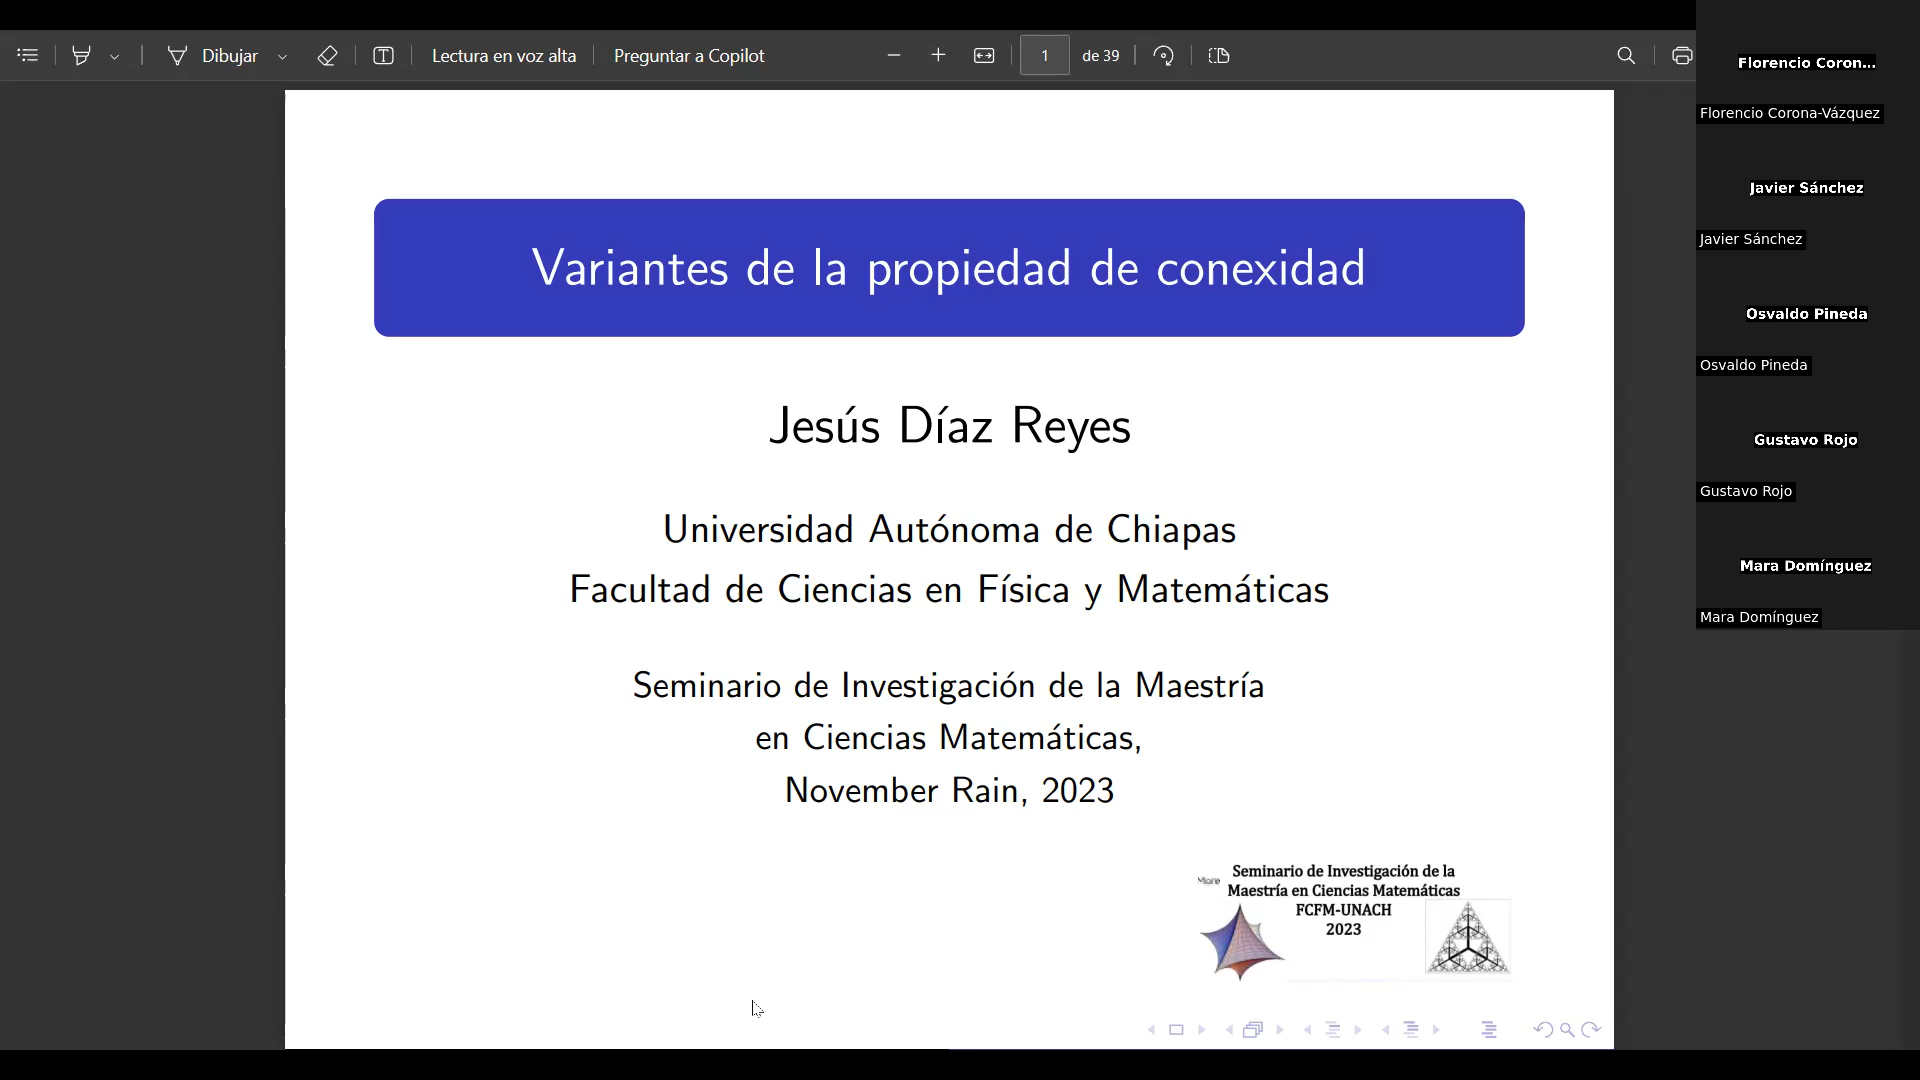 Dibujar
Lectura en voz alta
Preguntar a Copilot
1
de 39
Variantes de la propiedad de conexidad
Jesús Díaz Reyes
Universidad Autónoma de Chiapas
Facultad de Ciencias en Física y Matemáticas
Seminario de Investigación de la Maestría
en Ciencias Matemáticas,
November Rain, 2023
Seminario de Investigación de la
Maestría en Ciencias Matemáticas
FCFM-UNACH
2023
Florencio Coron...
Florencio Corona-Vázquez
Javier Sánchez
Javier Sánchez
Osvaldo Pineda
Osvaldo Pineda
Gustavo Rojo
Gustavo Rojo
Mara Domínguez
Mara Domínguez